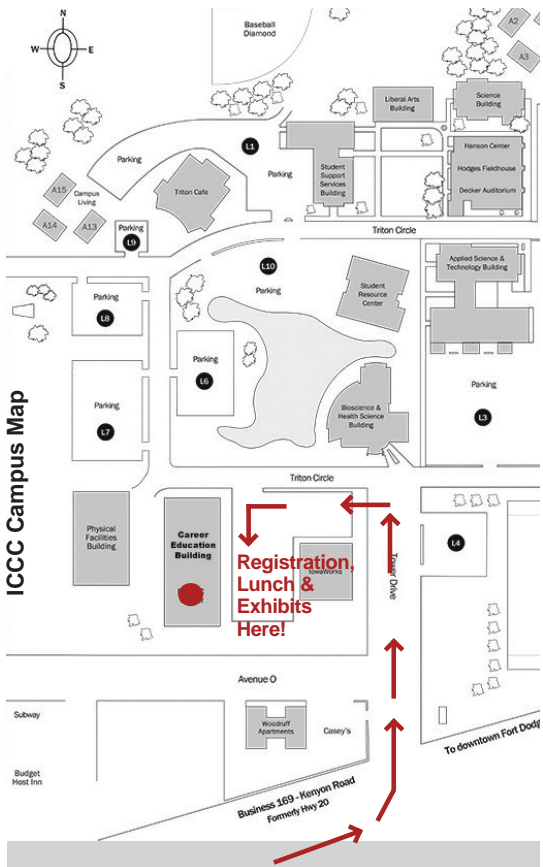 N
W
E
S
Baseball
Diamond
A2
A3
Liberal Arts
Building
Science
Building
L1
Parking
Parking
Student
Support
Services
Building
Hanson Center
Hodges Fieldhouse
Decker Auditorium
A15
Campus
Living
A14
A13
Triton Cafe
Parking
L9
Triton Circle
L10
Parking
Applied Science &
Technology Building
Student
Resource
Center
Parking
L8
Parking
L6
Parking
L7
Parking
L3
Bioscience &
Health Science
Building
ICCC Campus Map
Triton Circle
Physical
Facilities
Building
Career
Education
Building
Registration,
Lunch &
Exhibits
Here!
IowaWorks
Tower Drive
L4
Avenue O
Subway
Woodruff
Apartments
Casey's
Budget
Host Inn
Business 169 - Kenyon Road
Formerly Hwy 20
To downtown Fort Dodg